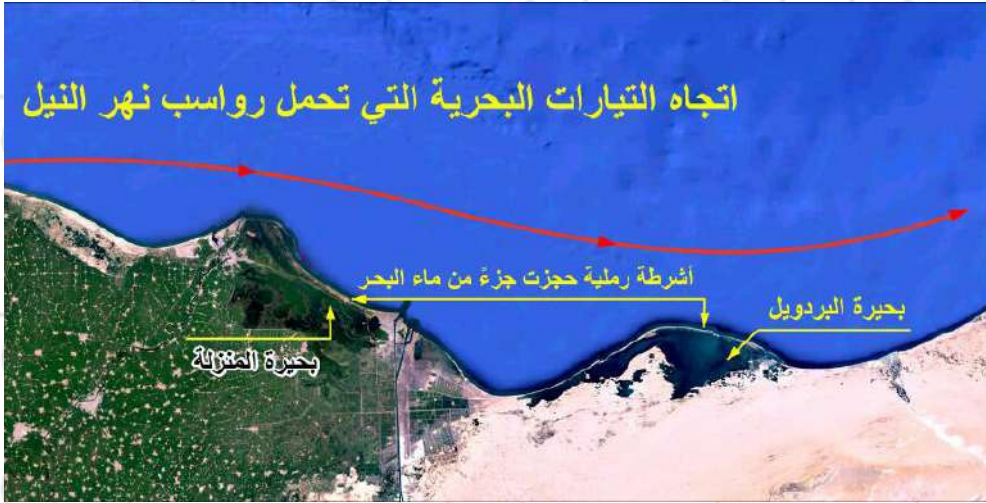 اتجاه التيارات البحرية التي تحمل رواسب نهر النيل
أشرطة رملية حجزت جزءً من ماء البحر
بحيرة البردويل
بحيرة المنزلة